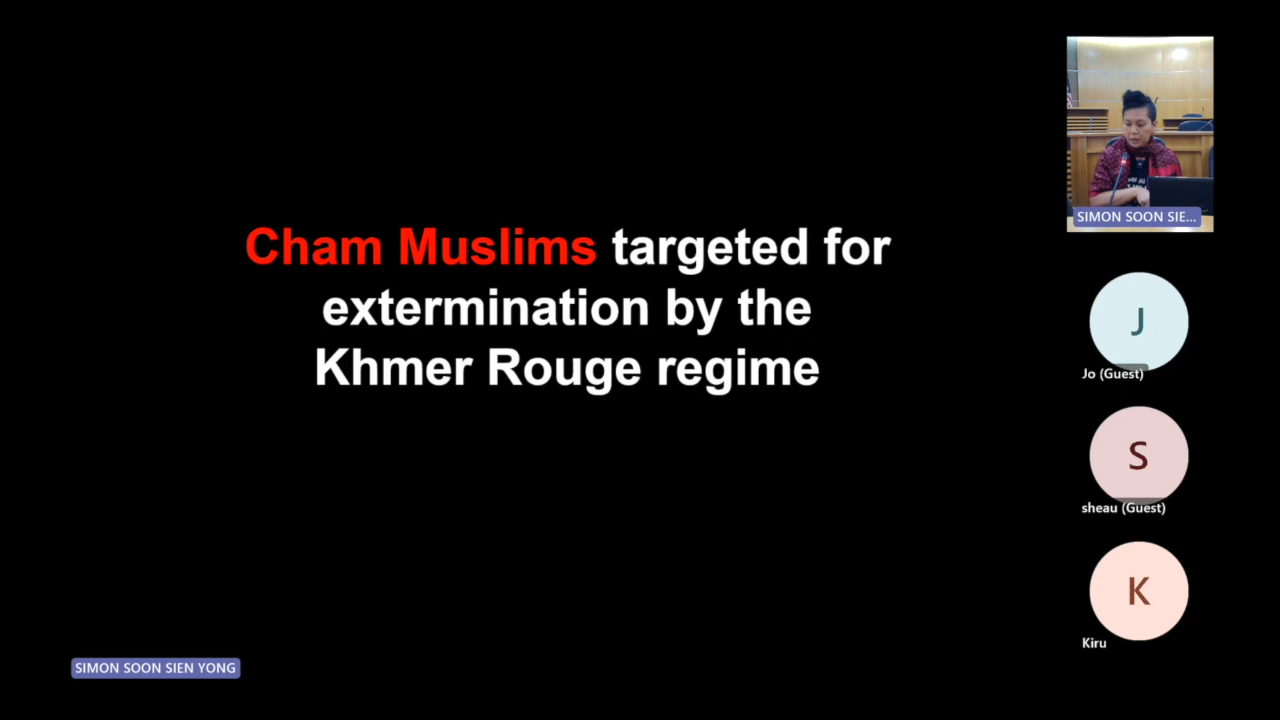 Cham Muslims targeted for
extermination by the
Khmer Rouge regime
SIMON SOON SIE...
J
Jo (Guest)
S
sheau (Guest)
K
Kiru
SIMON SOON SIEN YONG